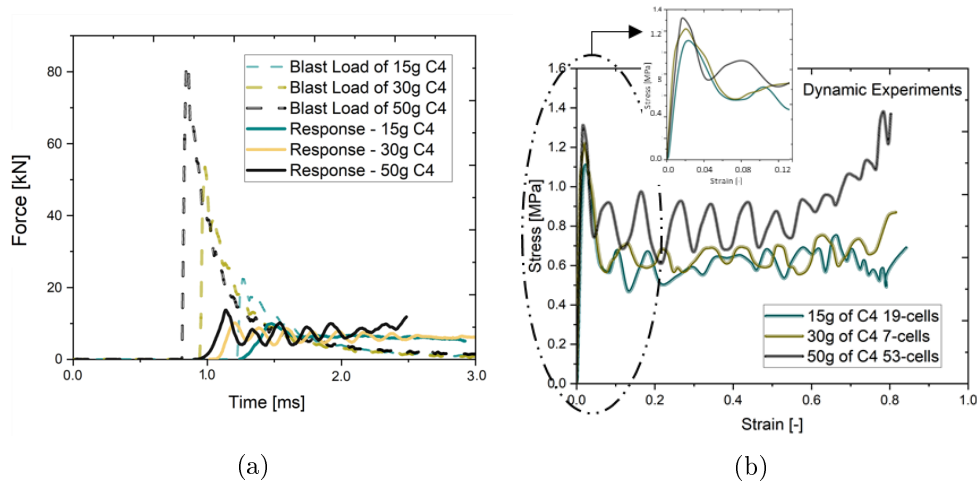 Force [kN]
80
60
40
20
0
0.0 1.0 2.0 3.0
Time [ms]
Blast Load of 15g C4
Blast Load of 30g C4
Blast Load of 50g C4
Response - 15g C4
Response - 30g C4
Response - 50g C4
(a)
Stress [MPa]
1.4
1.2
0.8
0.4
0.0
0.00 0.04 0.08 0.12
Strain [-]
Dynamic Experiments
Stress [MPa]
1.6
1.4
1.2
1.0
0.8
0.6
0.4
0.2
0.0
0.0 0.2 0.4 0.6 0.8 1.0
Strain [-]
15g of C4 19-cells
30g of C4 7-cells
50g of C4 53-cells
(b)